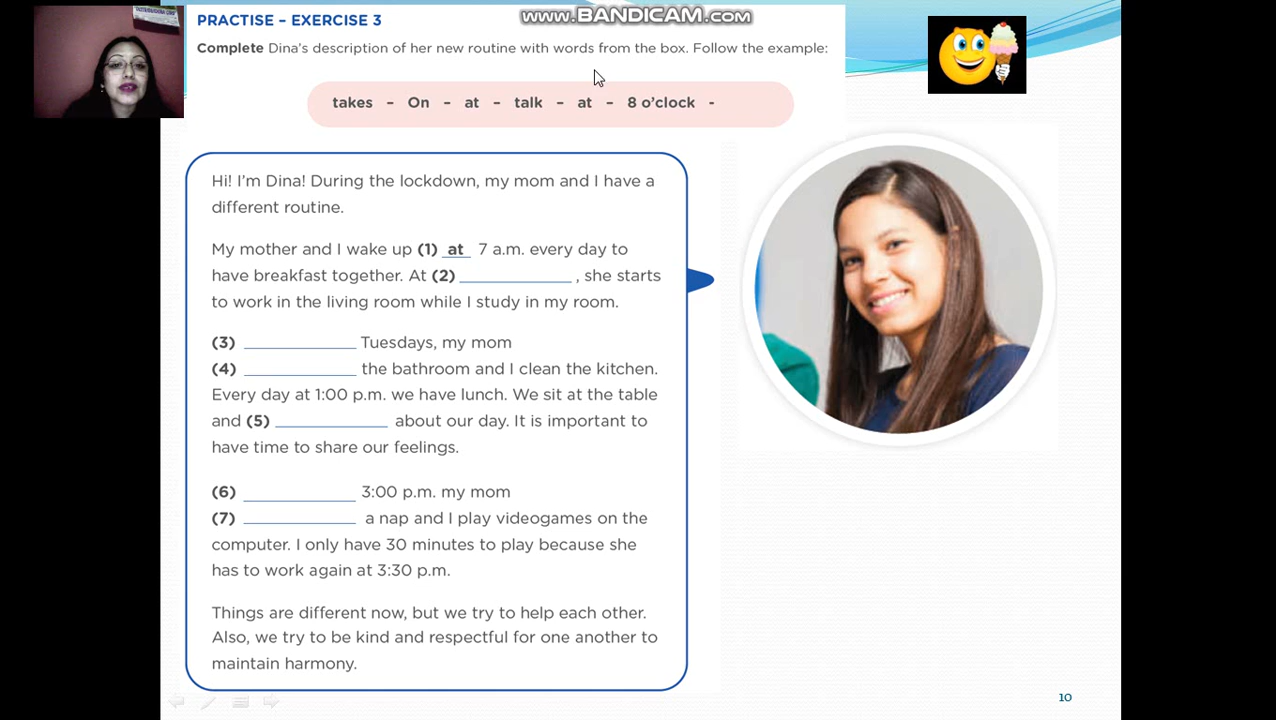 www.BANDICAM.com
PRACTISE – EXERCISE 3
Complete Dina's description of her new routine with words from the box. Follow the example:
takes – On – at – talk – at – 8 o'clock -
Hi! I'm Dina! During the lockdown, my mom and I have a
different routine.
My mother and I wake up (1) at 7 a.m. every day to
have breakfast together. At (2) ____________ , she starts
to work in the living room while I study in my room.
(3) ____________ Tuesdays, my mom
(4) ____________ the bathroom and I clean the kitchen.
Every day at 1:00 p.m. we have lunch. We sit at the table
and (5) ____________ about our day. It is important to
have time to share our feelings.
(6) ____________ 3:00 p.m. my mom
(7) ____________ a nap and I play videogames on the
computer. I only have 30 minutes to play because she
has to work again at 3:30 p.m.
Things are different now, but we try to help each other.
Also, we try to be kind and respectful for one another to
maintain harmony.
10